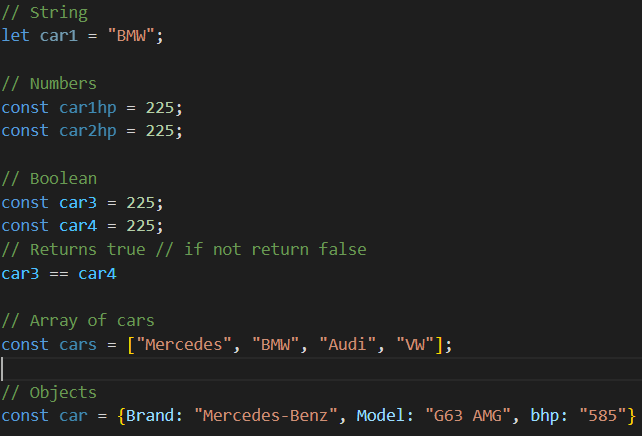 // String
let car1 = "BMW";
// Numbers
const car1hp = 225;
const car2hp = 225;
// Boolean
const car3 = 225;
const car4 = 225;
// Returns true // if not return false
car3 == car4
// Array of cars
const cars = ["Mercedes", "BMW", "Audi", "VW"];
// Objects
const car = {Brand: "Mercedes-Benz", Model: "G63 AMG", bhp: "585"}